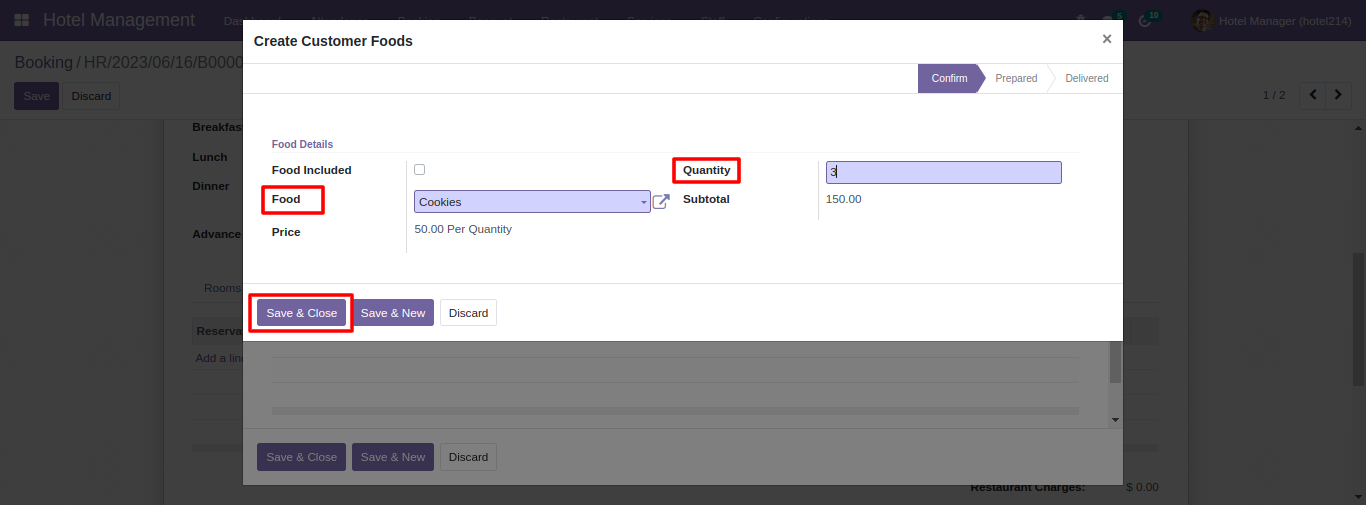 Hotel Management
5
10
Hotel Manager (hotel214)
Create Customer Foods
×
Booking / HR/2023/06/16/B0000
Confirm Prepared Delivered
Save Discard
1 / 2
Breakfast
Food Details
Lunch
Food Included
Quantity 3
Dinner
Food Cookies
Subtotal 150.00
Advance
Price 50.00 Per Quantity
Rooms
Save & Close Save & New Discard
Reserva
Add a line
Save & Close Save & New Discard
Restaurant Charges: $ 0.00